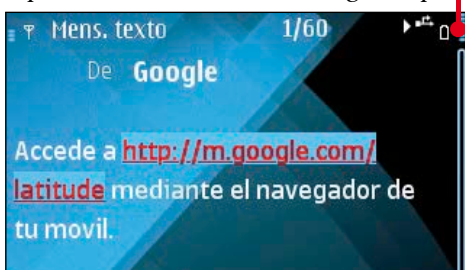 Mens. texto 1/60
De Google
Accede a http://m.google.com/
latitude mediante el navegador de
tu movil.